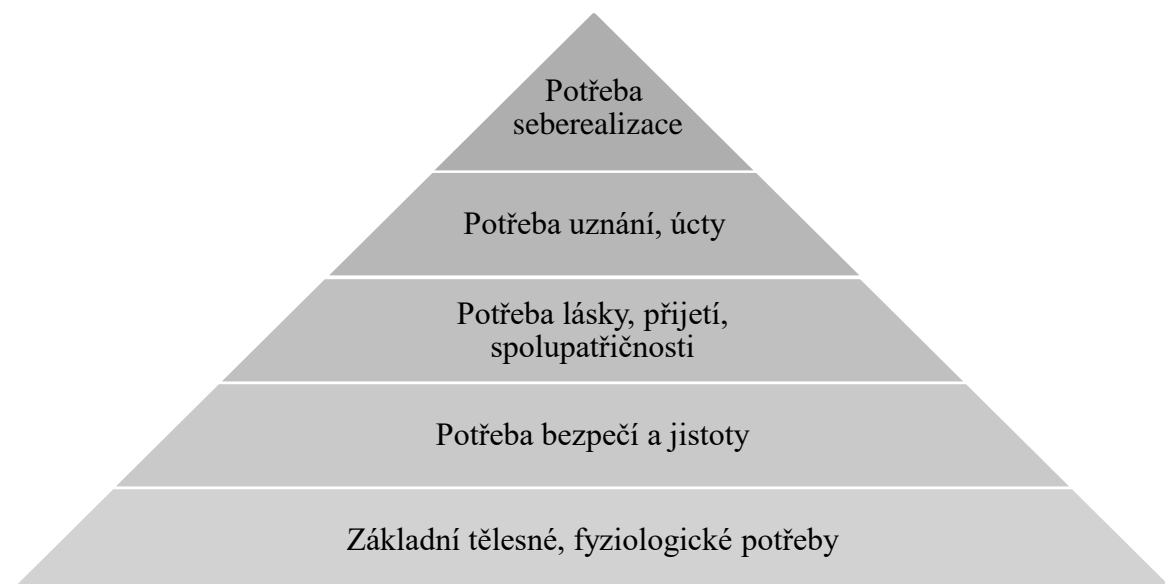 Potřeba
seberealizace
Potřeba uznání, úcty
Potřeba lásky, přijetí,
spolupatřičnosti
Potřeba bezpečí a jistoty
Základní tělesné, fyziologické potřeby